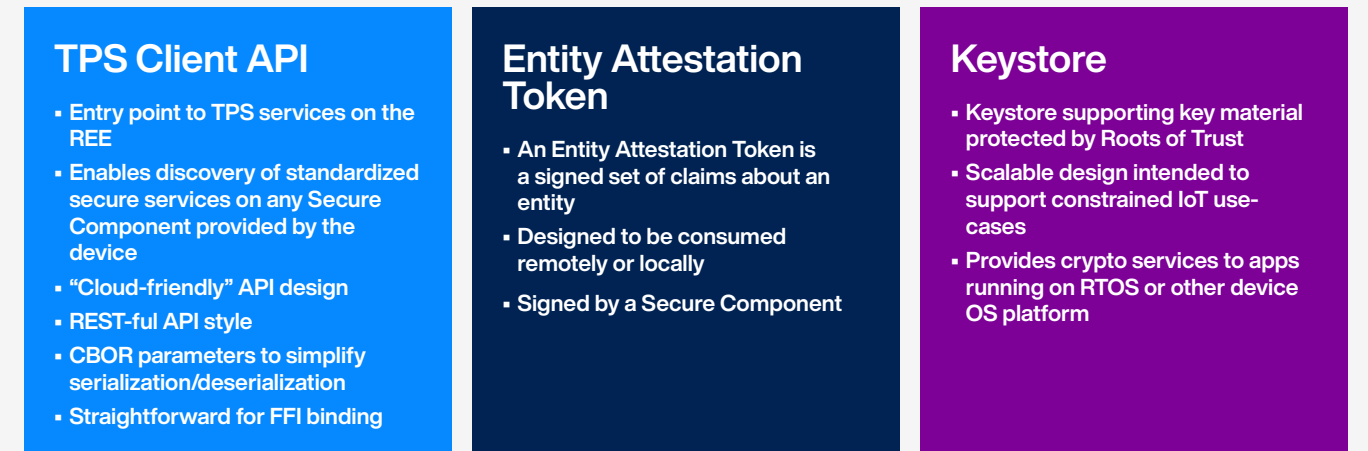 TPS Client API
▪ Entry point to TPS services on the
REE
▪ Enables discovery of standardized
secure services on any Secure
Component provided by the
device
▪ “Cloud-friendly” API design
▪ REST-ful API style
▪ CBOR parameters to simplify
serialization/deserialization
▪ Straightforward for FFI binding
Entity Attestation
Token
▪ An Entity Attestation Token is
a signed set of claims about an
entity
▪ Designed to be consumed
remotely or locally
▪ Signed by a Secure Component
Keystore
▪ Keystore supporting key material
protected by Roots of Trust
▪ Scalable design intended to
support constrained IoT use-
cases
▪ Provides crypto services to apps
running on RTOS or other device
OS platform